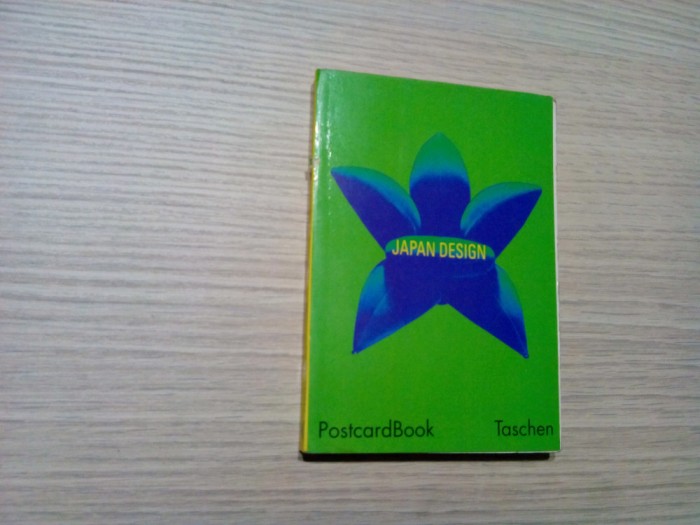 JAPAN DESIGN
PostcardBook
Taschen